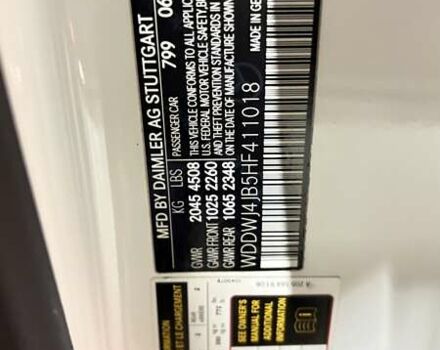 MFD BY DAIMLER AG STUTTGART
799 06
PASSENGER CAR
KG LBS
GVWR 2045 4508
GAWR FRONT 1025 2260
GAWR REAR 1065 2348
THIS VEHICLE CONFORMS TO ALL APPLIC
U.S. FEDERAL MOTOR VEHICLE SAFETY,B
AND THEFT PREVENTION STANDARDS IN
ON THE DATE OF MANUFACTURE SHOWN
WDDWJ4JB5HF411018
MADE IN GE
SEE OWNER'S
MANUAL FOR
ADDITIONAL
INFORMATION